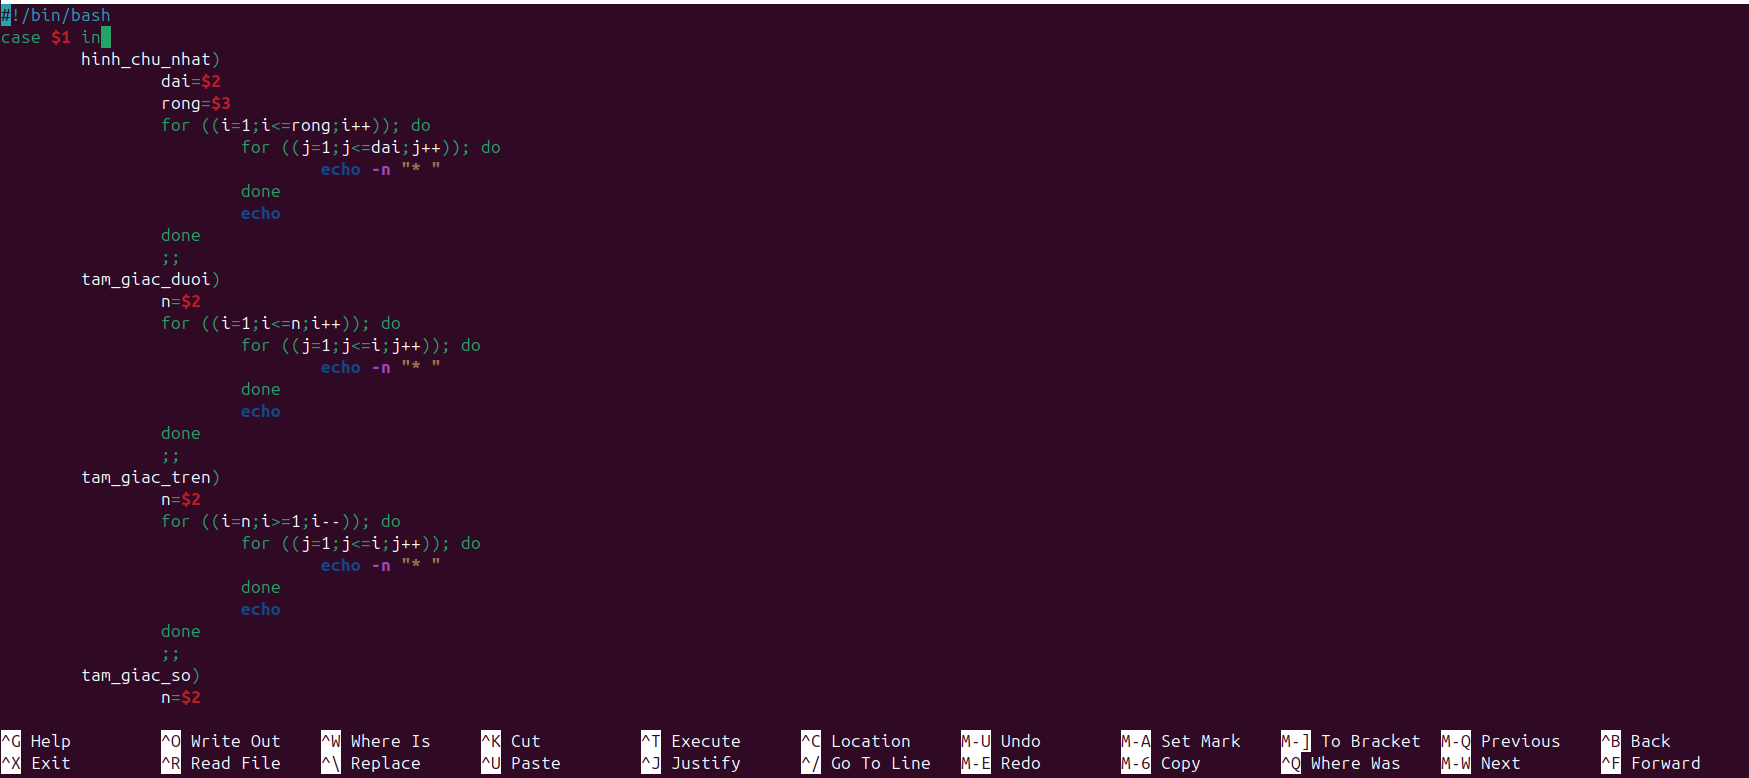 #!/bin/bash
case $1 in
        hinh_chu_nhat)
                dai=$2
                rong=$3
                for ((i=1;i<=rong;i++)); do
                        for ((j=1;j<=dai;j++)); do
                                echo -n "* "
                        done
                        echo
                done
                ;;
        tam_giac_duoi)
                n=$2
                for ((i=1;i<=n;i++)); do
                        for ((j=1;j<=i;j++)); do
                                echo -n "* "
                        done
                        echo
                done
                ;;
        tam_giac_tren)
                n=$2
                for ((i=n;i>=1;i--)); do
                        for ((j=1;j<=i;j++)); do
                                echo -n "* "
                        done
                        echo
                done
                ;;
        tam_giac_so)
                n=$2
^G Help ^O Write Out ^W Where Is ^K Cut ^T Execute ^C Location M-U Undo M-A Set Mark M-] To Bracket M-Q Previous ^B Back
^X Exit ^R Read File ^\ Replace ^U Paste ^J Justify ^/ Go To Line M-E Redo M-6 Copy ^Q Where Was M-W Next ^F Forward